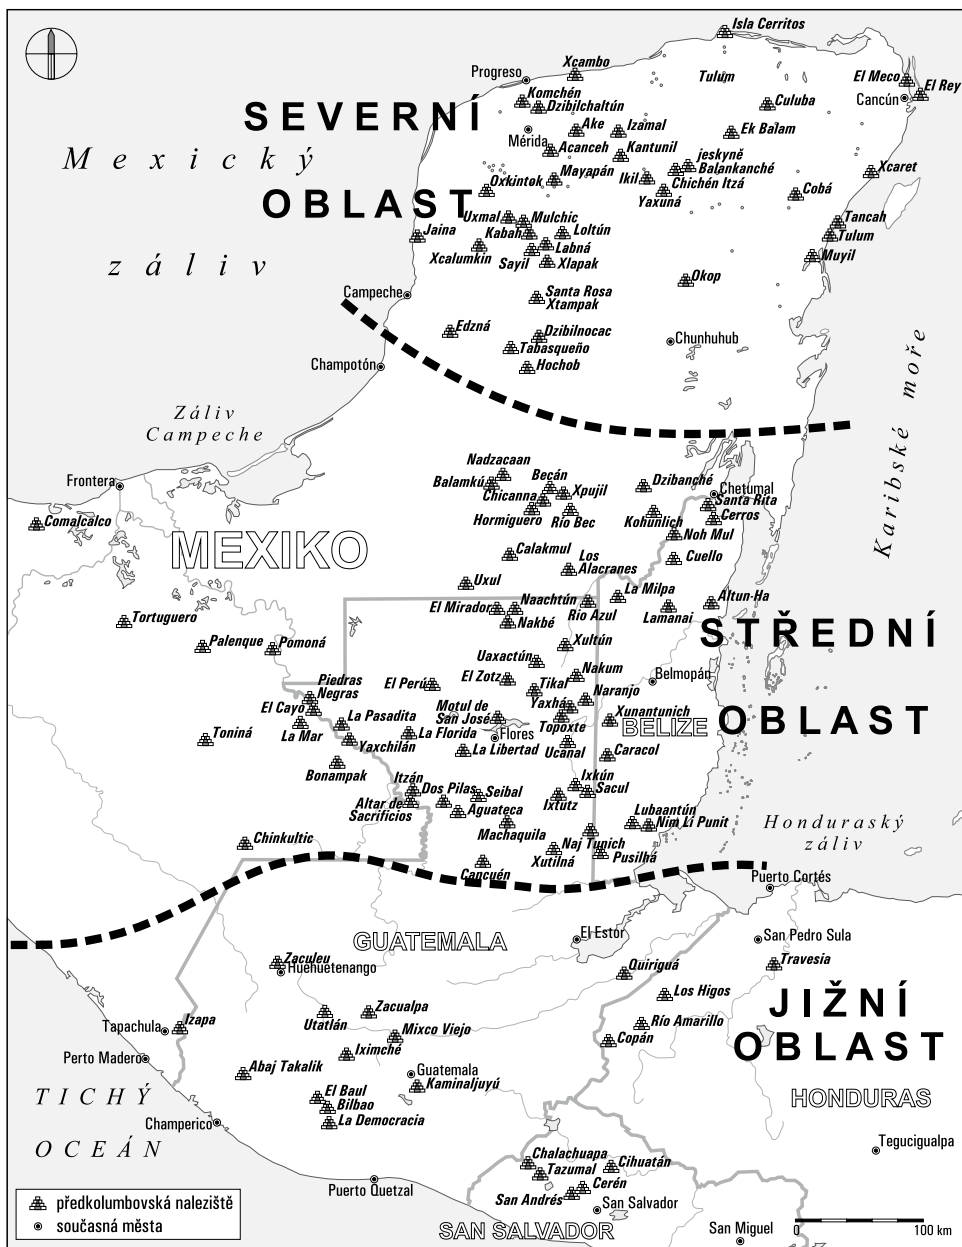 Isla Cerritos
Xcambo
Progreso
Tulum
El Meco
El Rey
Cancún
Komchén
Dzibilchaltún
Culuba
SEVERNÍ
OBLAST
Mexický
záliv
Mérida
Ake
Izamal
Ek Balam
Acanceh
Kantunil
jeskyně
Balankanché
Xcaret
Oxkintok
Mayapán
Ikil
Chichén Itzá
Yaxuná
Cobá
Uxmal
Mulchic
Tancah
Jaina
Kabah
Loltún
Tulum
Xcalumkin
Labná
Sayil
Xlapak
Muyil
Okop
Campeche
Santa Rosa
Xtampak
Edzná
Dzibilnocac
Tabasqueño
Chunhuhub
Hochob
Champotón
Karibské moře
Záliv
Campeche
Nadzacaan
Frontera
Balamkú
Becán
Dzibanché
Chicanna
Xpujil
Chetumal
Santa Rita
Hormiguero
Río Bec
Kohunlich
Cerros
Comalcalco
Noh Mul
MEXIKO
Calakmul
Los
Alacranes
Cuello
Uxul
La Milpa
Altun-Ha
El Mirador
Naachtún
Rio Azul
Lamanai
Nakbé
Tortuguero
STŘEDNÍ
OBLAST
Palenque
Pomoná
Xultún
Uaxactún
El Zotz
Nakum
Belmopán
Piedras
Negras
El Perú
Tikal
Naranjo
El Cayo
Motul de
San José
Yaxhá
Xunantunich
La Pasadita
La Mar
La Florida
Flores
Topoxte
BELIZE
Toniná
Yaxchilán
La Libertad
Ucanal
Caracol
Bonampak
Itzán
Dos Pilas
Seibal
Ixkún
Sacul
Altar de
Sacrificios
Aguateca
Ixtutz
Lubaantún
Nim Li Punit
Machaquila
Naj Tunich
Honduraský
záliv
Chinkultic
Xutilná
Pusilhá
Cancuén
Puerto Cortés
GUATEMALA
El Estor
San Pedro Sula
Zaculeu
Huehuetenango
Quiriguá
Travesia
Los Higos
JIŽNÍ
OBLAST
Utatlán
Zacualpa
Río Amarillo
Tapachula
Izapa
Mixco Viejo
Copán
Perto Madero
Iximché
Abaj Takalik
Guatemala
Kaminaljuyú
TICHÝ
OCEÁN
El Baul
Bilbao
HONDURAS
Champerico
La Democracia
Tegucigalpa
Chalachuapa
Cihuatán
Tazumal
Puerto Quetzal
Cerén
San Andrés
San Salvador
SAN SALVADOR
San Miguel
předkolumbovská naleziště
současná města
0 100 km